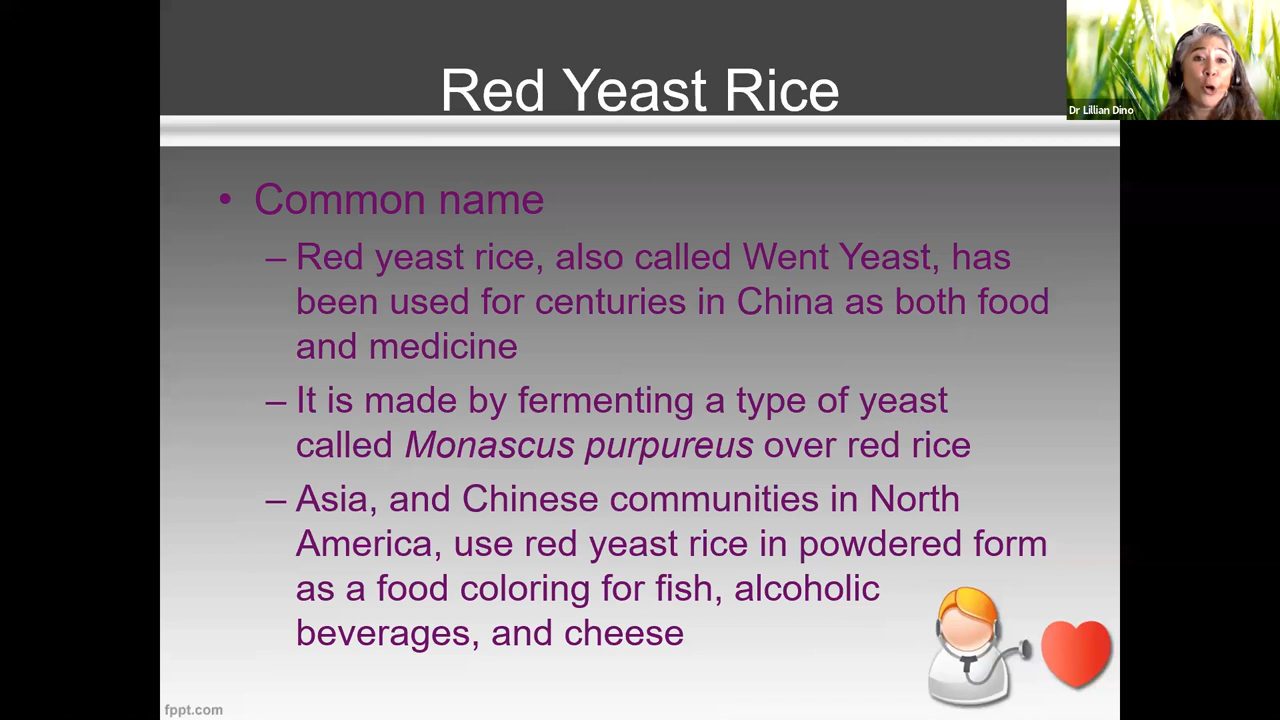 Red Yeast Rice
Dr Lillian Dino
• Common name
– Red yeast rice, also called Went Yeast, has
been used for centuries in China as both food
and medicine
– It is made by fermenting a type of yeast
called Monascus purpureus over red rice
– Asia, and Chinese communities in North
America, use red yeast rice in powdered form
as a food coloring for fish, alcoholic
beverages, and cheese
fppt.com